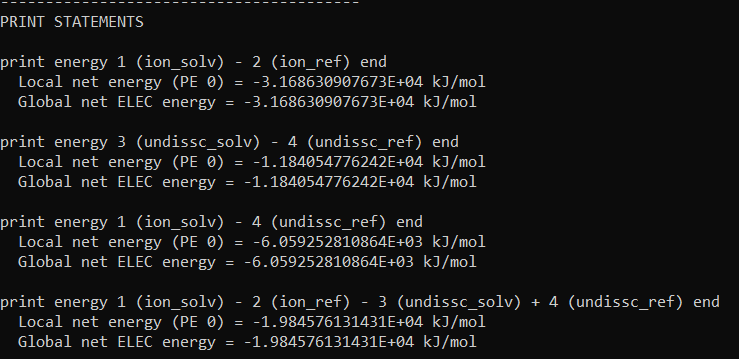 ----------------------------------------
PRINT STATEMENTS
print energy 1 (ion_solv) - 2 (ion_ref) end
Local net energy (PE 0) = -3.168630907673E+04 kJ/mol
Global net ELEC energy = -3.168630907673E+04 kJ/mol
print energy 3 (undissc_solv) - 4 (undissc_ref) end
Local net energy (PE 0) = -1.184054776242E+04 kJ/mol
Global net ELEC energy = -1.184054776242E+04 kJ/mol
print energy 1 (ion_solv) - 4 (undissc_ref) end
Local net energy (PE 0) = -6.059252810864E+03 kJ/mol
Global net ELEC energy = -6.059252810864E+03 kJ/mol
print energy 1 (ion_solv) - 2 (ion_ref) - 3 (undissc_solv) + 4 (undissc_ref) end
Local net energy (PE 0) = -1.984576131431E+04 kJ/mol
Global net ELEC energy = -1.984576131431E+04 kJ/mol